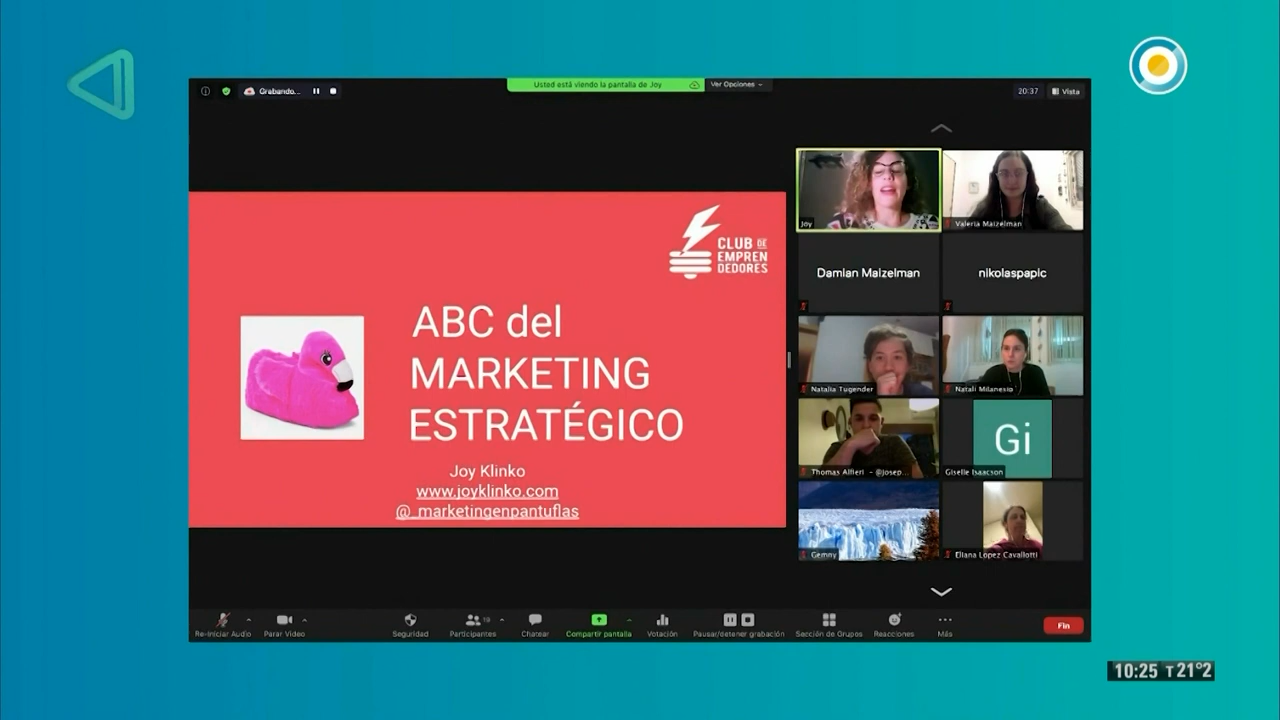 Grabando...
Usted está viendo la pantalla de Joy
Ver Opciones
20:37
Vista
CLUB DE
EMPREN
DEDORES
ABC del
MARKETING
ESTRATÉGICO
Joy Klinko
www.joyklinko.com
@_marketingenpantuflas
Joy
Valeria Maizelman
Damian Maizelman
nikolaspapic
Natalia Tugender
Natali Milanesio
Thomas Alfieri - @josep...
Gi
Giselle Isaacson
Gemny
Eliana Lopez Cavallotti
Re-Iniciar Audio
Parar Video
Seguridad
Participantes
Chatear
Compartir pantalla
Votación
Pausar/detener grabación
Sección de Grupos
Reacciones
Más
Fin
10:25 T 21°2